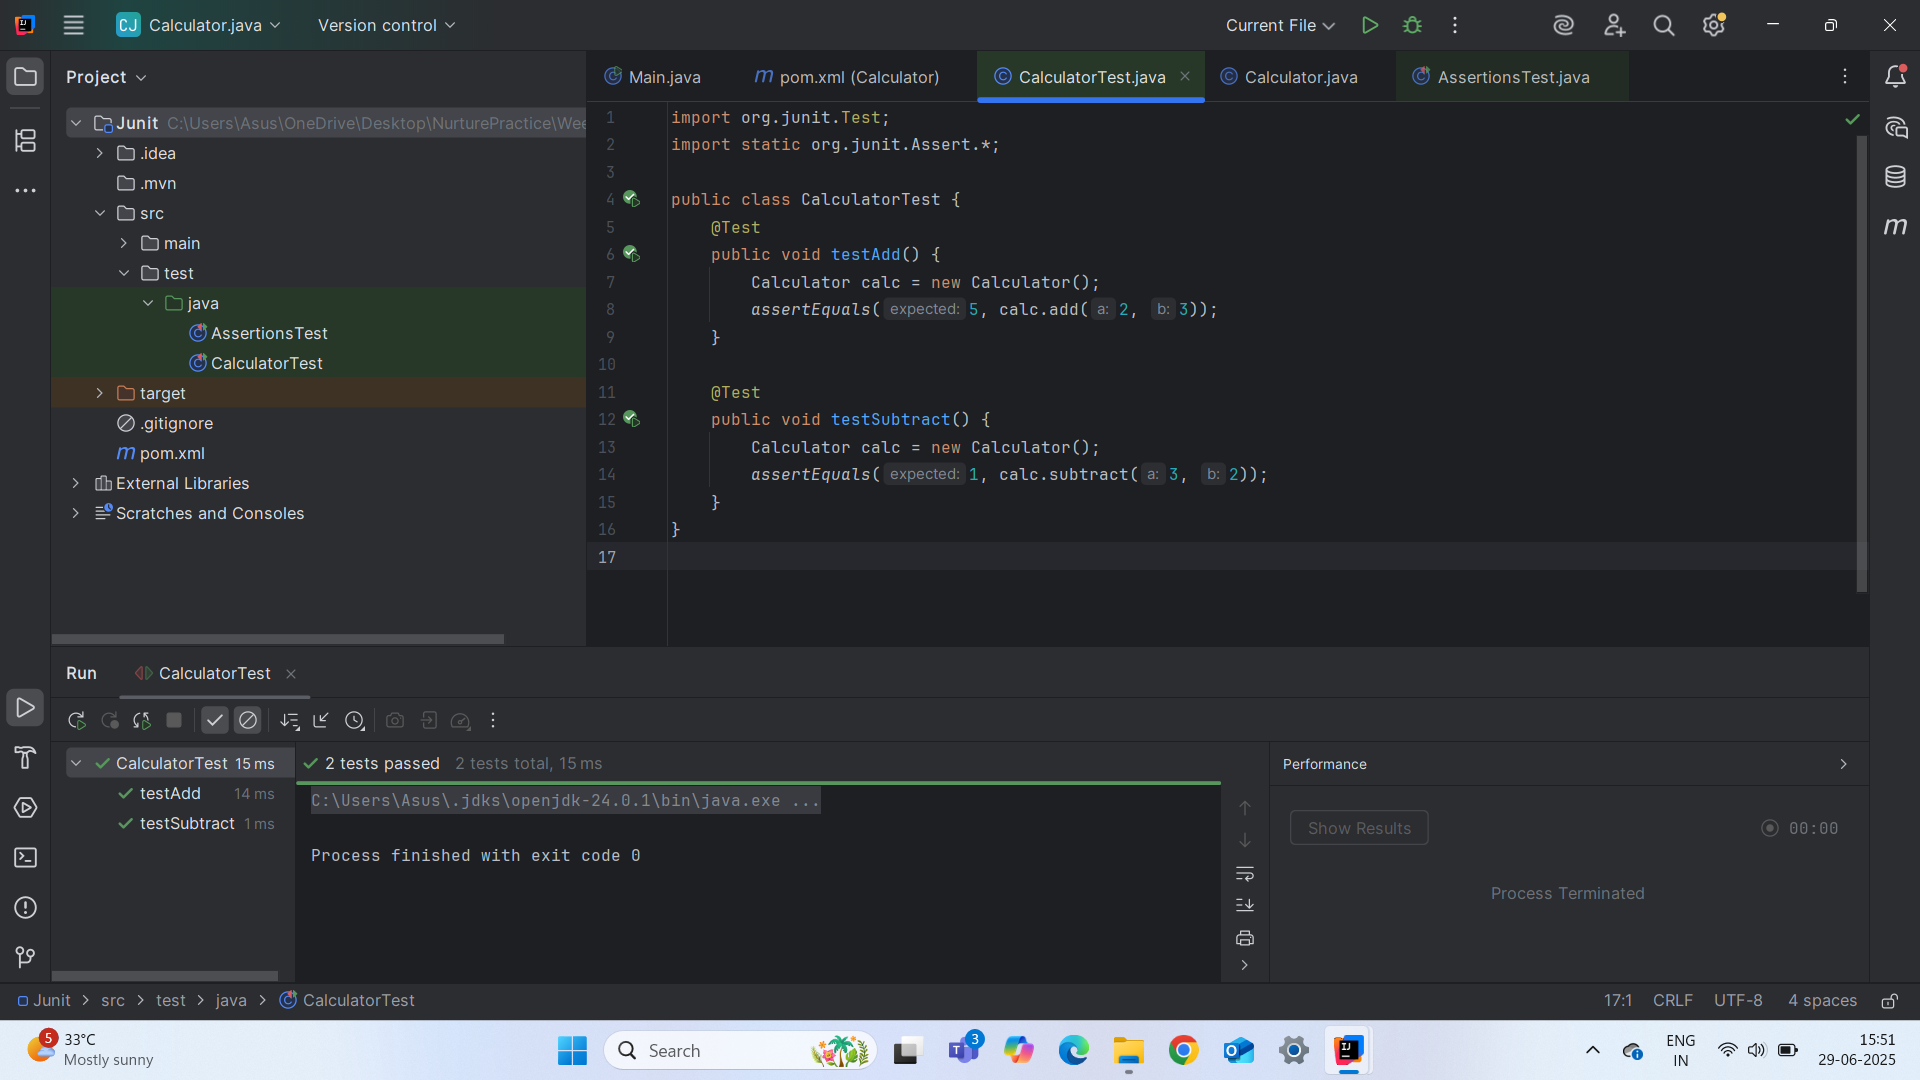 CJ Calculator.java
Version control
Current File
Project
Main.java
m pom.xml (Calculator)
CalculatorTest.java
Calculator.java
AssertionsTest.java
Junit C:\Users\Asus\OneDrive\Desktop\NurturePractice\Wee
.idea
.mvn
src
main
test
java
AssertionsTest
CalculatorTest
target
.gitignore
m pom.xml
External Libraries
Scratches and Consoles
1 import org.junit.Test;
2 import static org.junit.Assert.*;
3
4 public class CalculatorTest {
5 @Test
6 public void testAdd() {
7 Calculator calc = new Calculator();
8 assertEquals( expected: 5, calc.add( a: 2, b: 3));
9 }
10
11 @Test
12 public void testSubtract() {
13 Calculator calc = new Calculator();
14 assertEquals( expected: 1, calc.subtract( a: 3, b: 2));
15 }
16 }
17
m
Run
CalculatorTest
CalculatorTest 15 ms
testAdd 14 ms
testSubtract 1 ms
2 tests passed 2 tests total, 15 ms
C:\Users\Asus\.jdks\openjdk-24.0.1\bin\java.exe ...
Process finished with exit code 0
Performance
Show Results
00:00
Process Terminated
Junit > src > test > java > CalculatorTest
17:1 CRLF UTF-8 4 spaces
5
33°C
Mostly sunny
Search
3
ENG
IN
15:51
29-06-2025